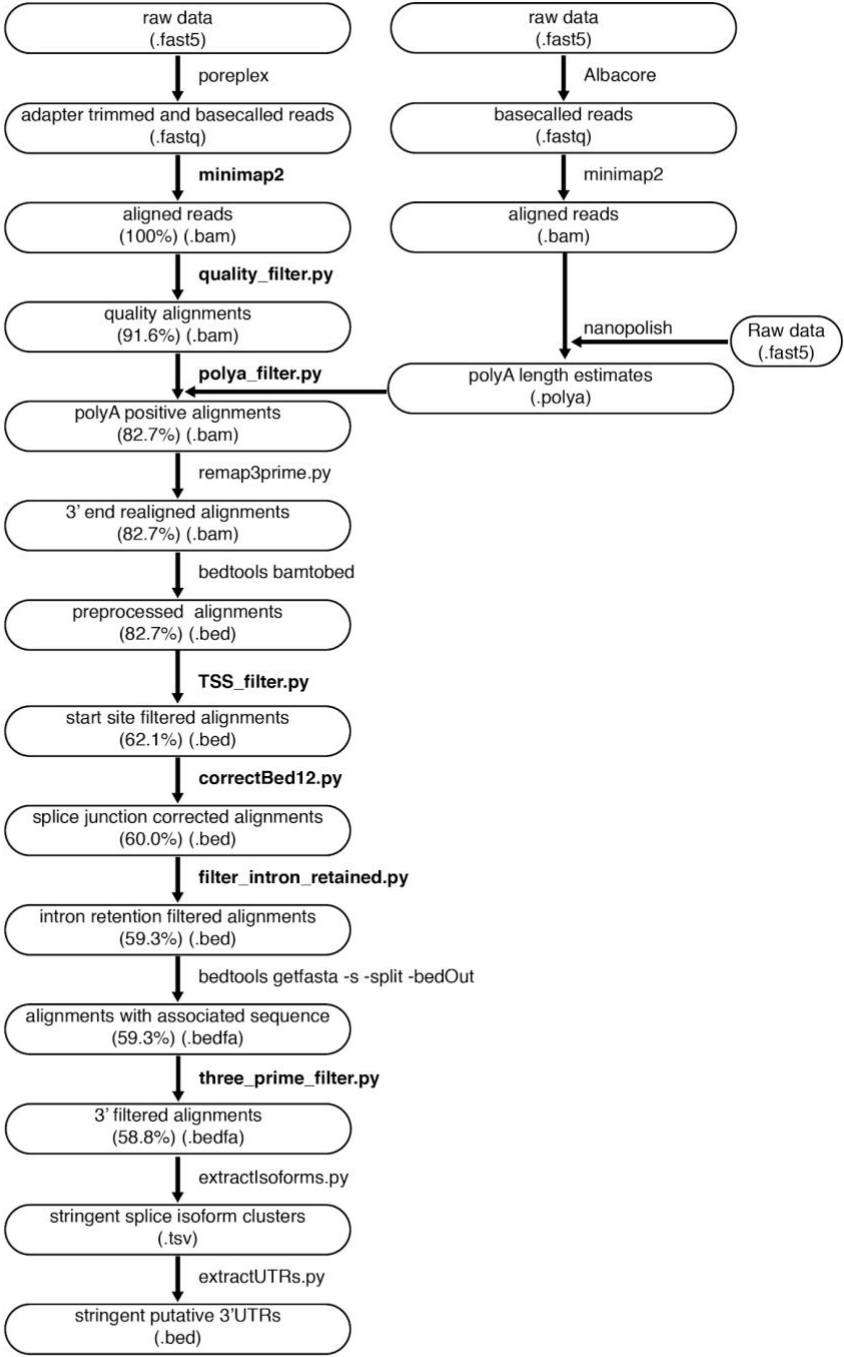 raw data
(.fast5)
poreplex
adapter trimmed and basecalled reads
(.fastq)
minimap2
aligned reads
(100%) (.bam)
quality_filter.py
quality alignments
(91.6%) (.bam)
polya_filter.py
polyA positive alignments
(82.7%) (.bam)
remap3prime.py
3’ end realigned alignments
(82.7%) (.bam)
bedtools bamtobed
preprocessed alignments
(82.7%) (.bed)
TSS_filter.py
start site filtered alignments
(62.1%) (.bed)
correctBed12.py
splice junction corrected alignments
(60.0%) (.bed)
filter_intron_retained.py
intron retention filtered alignments
(59.3%) (.bed)
bedtools getfasta -s -split -bedOut
alignments with associated sequence
(59.3%) (.bedfa)
three_prime_filter.py
3’ filtered alignments
(58.8%) (.bedfa)
extractIsoforms.py
stringent splice isoform clusters
(.tsv)
extractUTRs.py
stringent putative 3’UTRs
(.bed)
raw data
(.fast5)
Albacore
basecalled reads
(.fastq)
minimap2
aligned reads
(.bam)
nanopolish
Raw data
(.fast5)
polyA length estimates
(.polya)